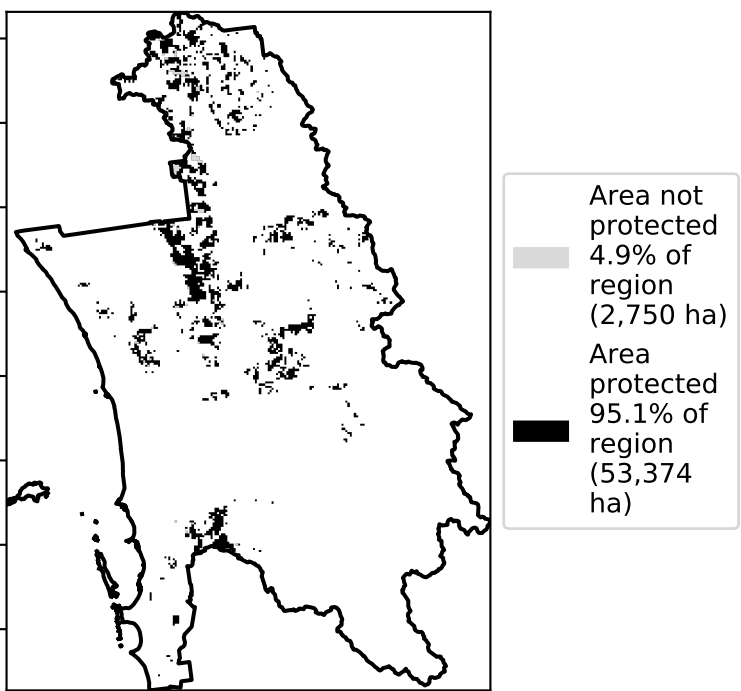 Area not
protected
4.9% of
region
(2,750 ha)
Area
protected
95.1% of
region
(53,374
ha)